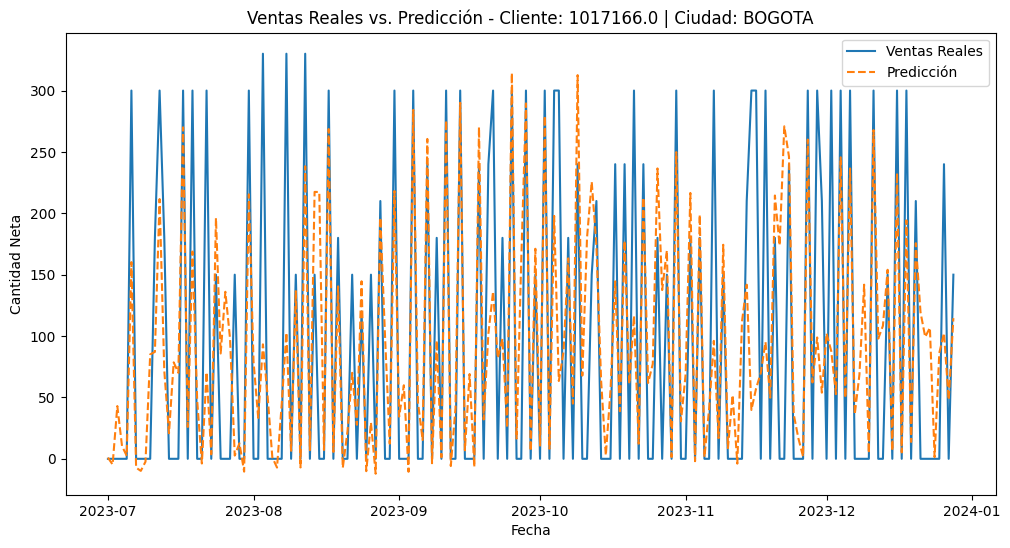 Ventas Reales vs. Predicción - Cliente: 1017166.0 | Ciudad: BOGOTA
Ventas Reales
Predicción
Cantidad Neta
300
250
200
150
100
50
0
2023-07
2023-08
2023-09
2023-10
2023-11
2023-12
2024-01
Fecha